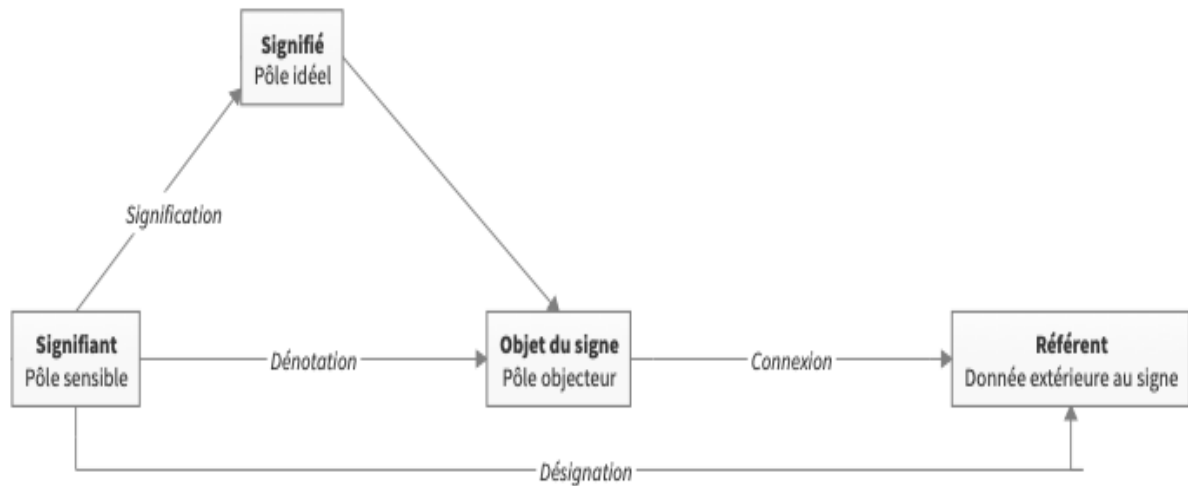 Signifié
Pôle idéel
Signification
Signifiant
Pôle sensible
Dénotation
Objet du signe
Pôle objecteur
Connexion
Référent
Donnée extérieure au signe
Désignation